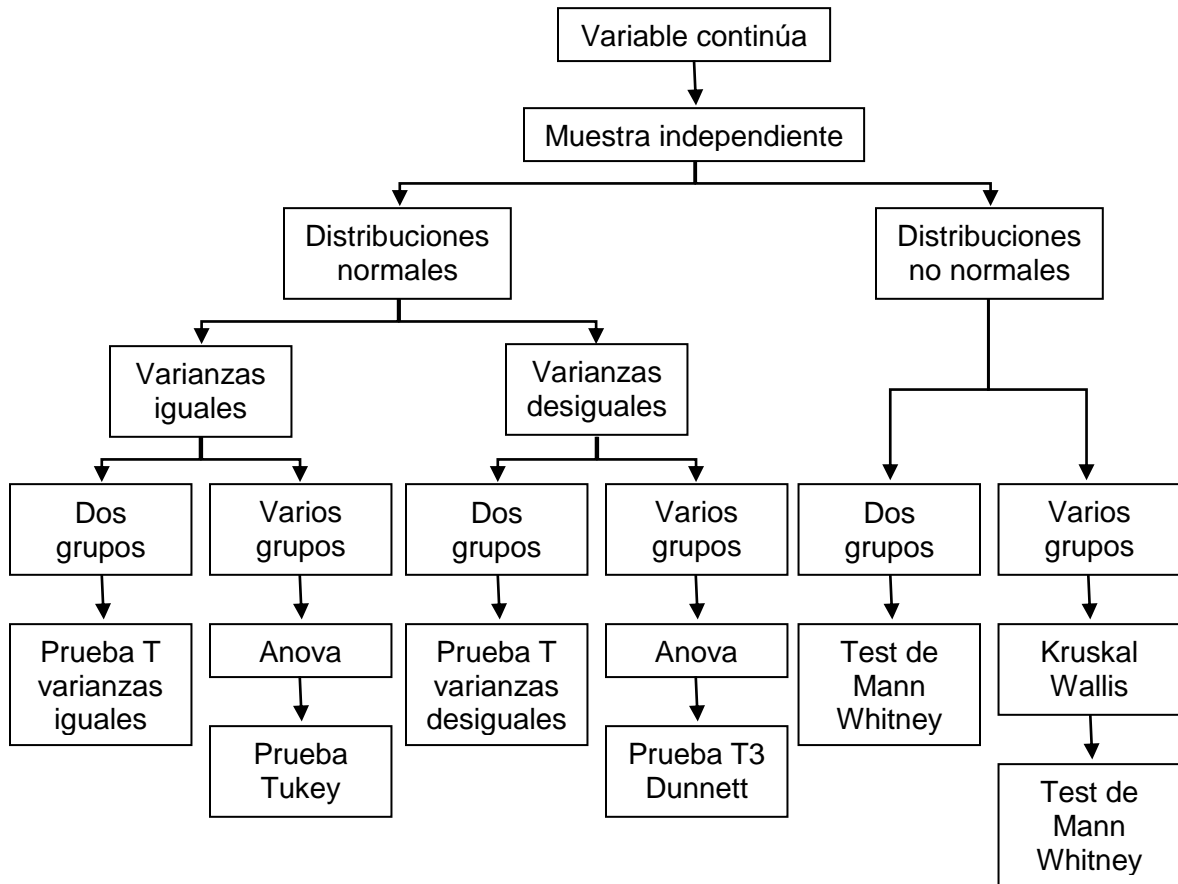 Variable continúa
Muestra independiente
Distribuciones
normales
Distribuciones
no normales
Varianzas
iguales
Varianzas
desiguales
Dos
grupos
Varios
grupos
Dos
grupos
Varios
grupos
Dos
grupos
Varios
grupos
Prueba T
varianzas
iguales
Anova
Prueba T
varianzas
desiguales
Anova
Test de
Mann
Whitney
Kruskal
Wallis
Prueba
Tukey
Prueba T3
Dunnett
Test de
Mann
Whitney